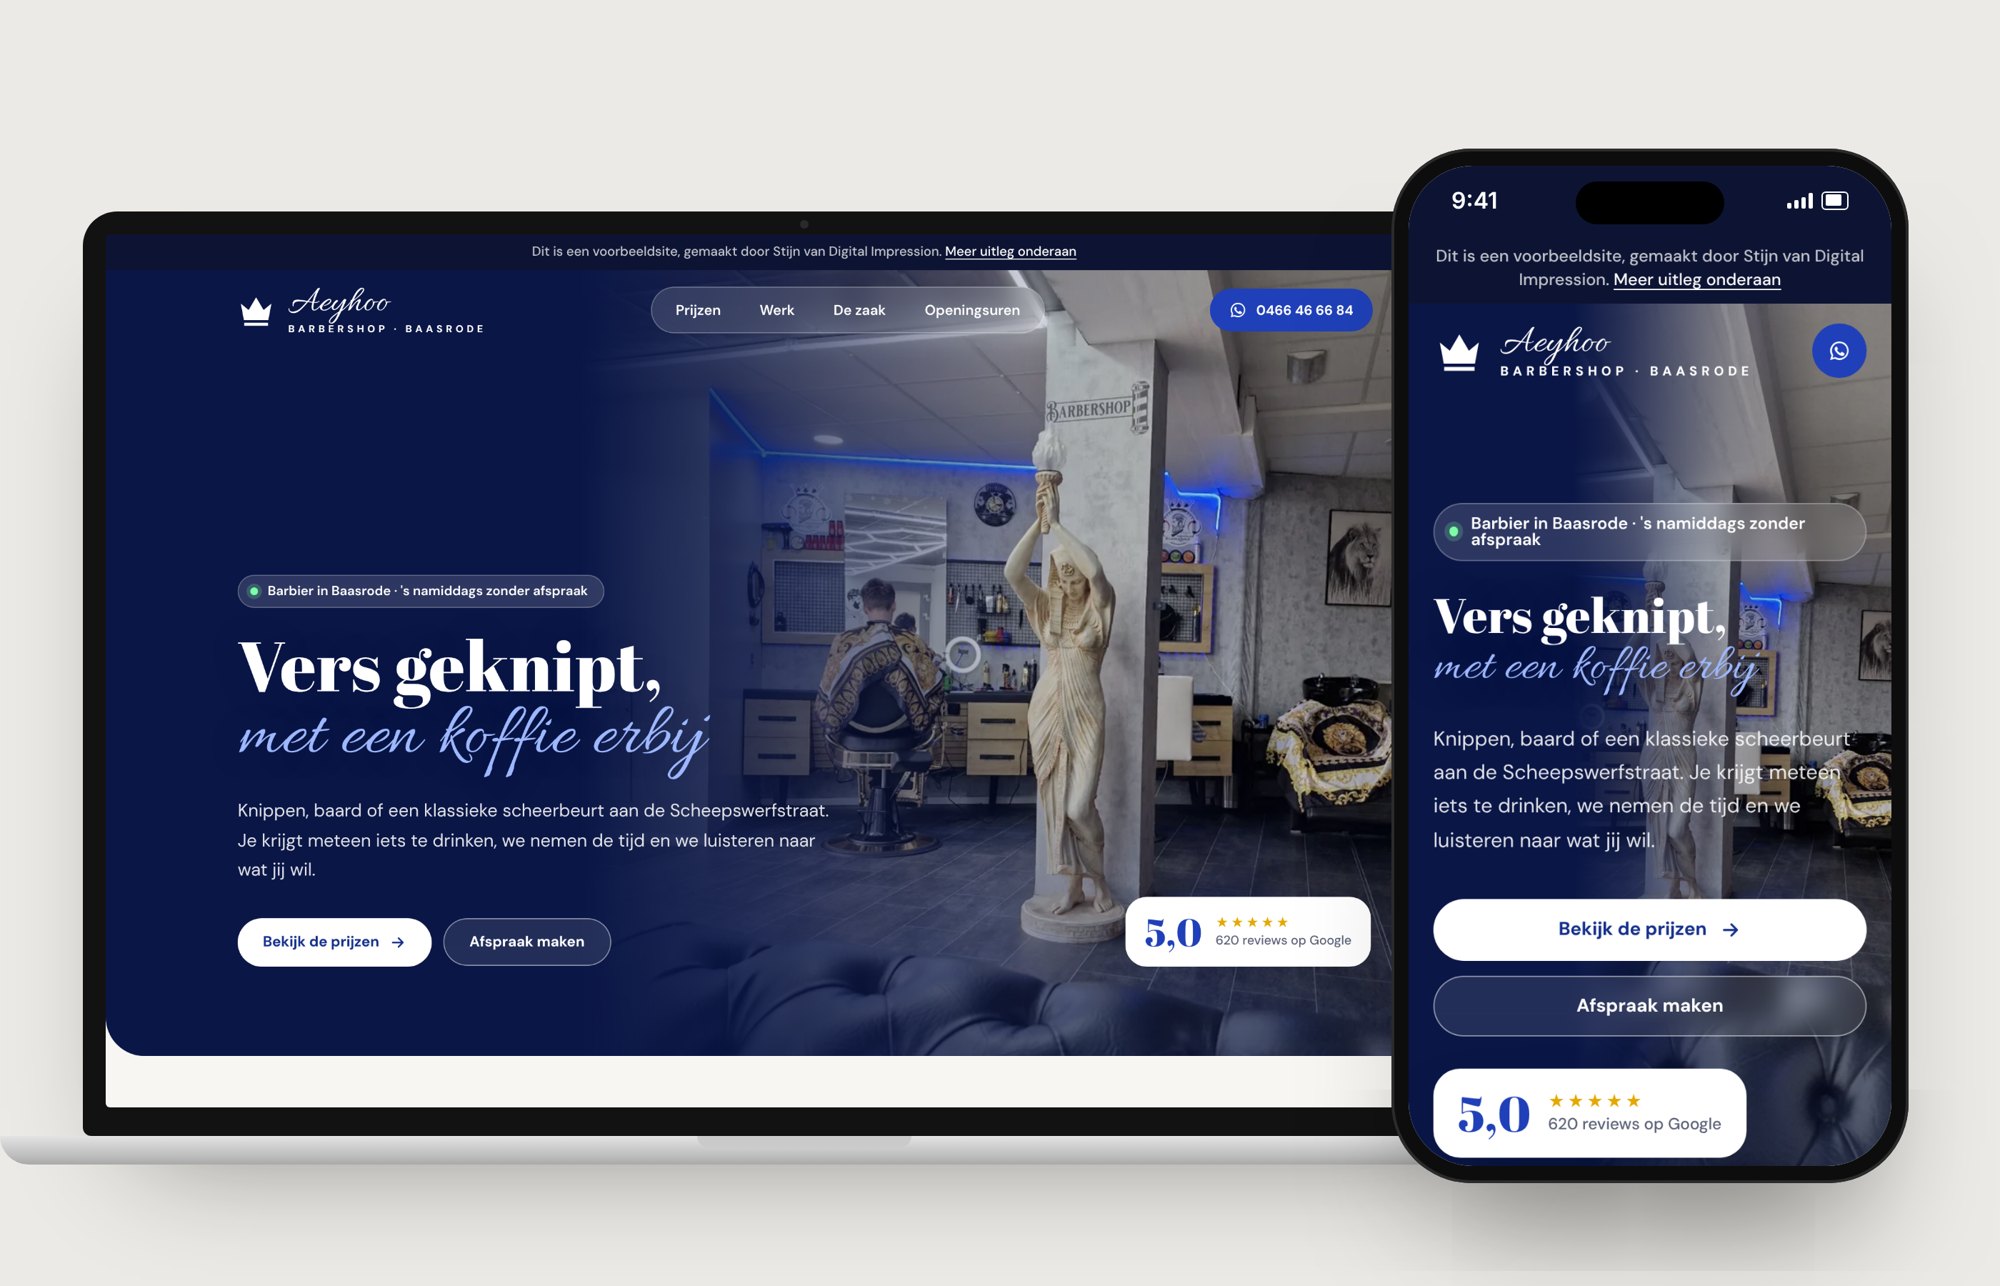 Dit is een voorbeeldsite, gemaakt door Stijn van Digital Impression. Meer uitleg onderaan
Aeyhoo
BARBERSHOP · BAASRODE
Prijzen Werk De zaak Openingsuren
0466 46 66 84
BARBERSHOP
Barbier in Baasrode · 's namiddags zonder afspraak
Vers geknipt,
met een koffie erbij
Knippen, baard of een klassieke scheerbeurt aan de Scheepswerfstraat.
Je krijgt meteen iets te drinken, we nemen de tijd en we luisteren naar
wat jij wil.
Bekijk de prijzen →
Afspraak maken
5,0
★★★★★
620 reviews op Google
9:41
Dit is een voorbeeldsite, gemaakt door Stijn van Digital
Impression. Meer uitleg onderaan
Aeyhoo
BARBERSHOP · BAASRODE
Barbier in Baasrode · 's namiddags zonder
afspraak
Vers geknipt,
met een koffie erbij
Knippen, baard of een klassieke scheerbeurt
aan de Scheepswerfstraat. Je krijgt meteen
iets te drinken, we nemen de tijd en we
luisteren naar wat jij wil.
Bekijk de prijzen →
Afspraak maken
5,0
★★★★★
620 reviews op Google